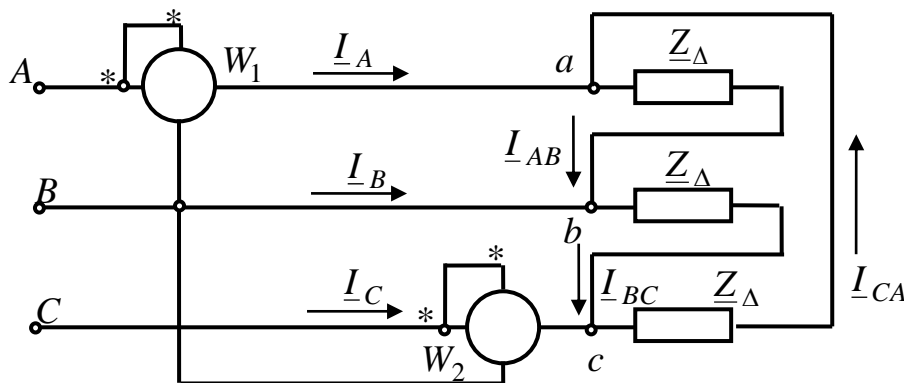 *
A
*
W₁
I_A
a
Z_Δ
I_AB
B
I_B
Z_Δ
b
*
C
I_C
*
I_BC
Z_Δ
I_CA
W₂
c